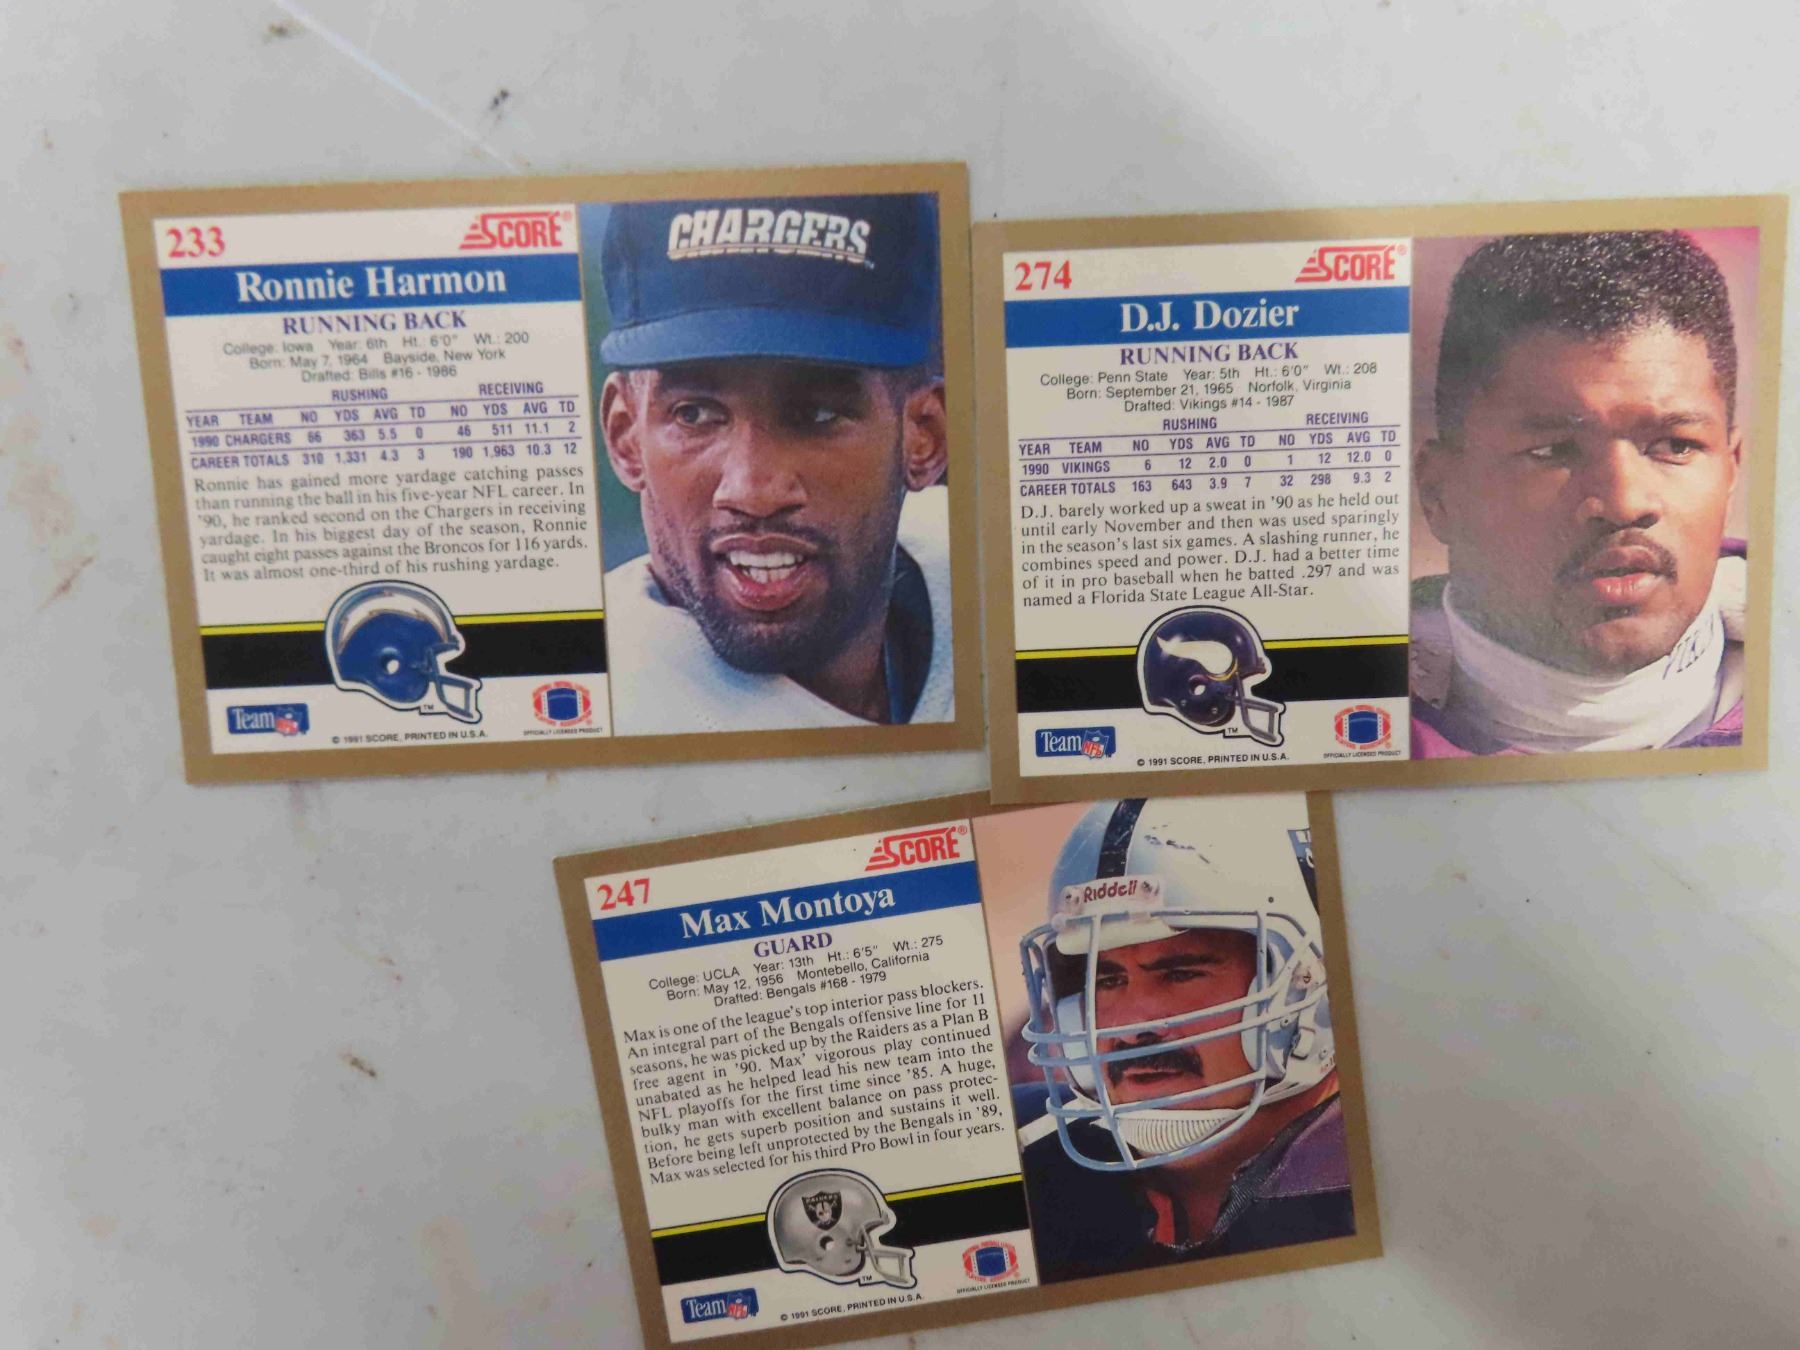 233
SCORE®
Ronnie Harmon
RUNNING BACK
College: Iowa Year: 6th Ht.: 6'0" Wt.: 200
Born: May 7, 1964 Bayside, New York
Drafted: Bills #16 - 1986
RUSHING RECEIVING
YEAR TEAM NO YDS AVG TD NO YDS AVG TD
1990 CHARGERS 66 363 5.5 0 46 511 11.1 2
CAREER TOTALS 310 1,331 4.3 3 190 1,963 10.3 12
Ronnie has gained more yardage catching passes
than running the ball in his five-year NFL career. In
'90, he ranked second on the Chargers in receiving
yardage. In his biggest day of the season, Ronnie
caught eight passes against the Broncos for 116 yards.
It was almost one-third of his rushing yardage.
TM
Team NFL
© 1991 SCORE, PRINTED IN U.S.A.
OFFICIALLY LICENSED PRODUCT
CHARGERS
274
SCORE®
D.J. Dozier
RUNNING BACK
College: Penn State Year: 5th Ht.: 6'0" Wt.: 208
Born: September 21, 1965 Norfolk, Virginia
Drafted: Vikings #14 - 1987
RUSHING RECEIVING
YEAR TEAM NO YDS AVG TD NO YDS AVG TD
1990 VIKINGS 6 12 2.0 0 1 12 12.0 0
CAREER TOTALS 163 643 3.9 7 32 298 9.3 2
D.J. barely worked up a sweat in '90 as he held out
until early November and then was used sparingly
in the season's last six games. A slashing runner, he
combines speed and power. D.J. had a better time
of it in pro baseball when he batted .297 and was
named a Florida State League All-Star.
TM
Team NFL
© 1991 SCORE, PRINTED IN U.S.A.
OFFICIALLY LICENSED PRODUCT
247
SCORE®
Max Montoya
GUARD
College: UCLA Year: 13th Ht.: 6'5" Wt.: 275
Born: May 12, 1956 Montebello, California
Drafted: Bengals #168 - 1979
Max is one of the league's top interior pass blockers.
An integral part of the Bengals offensive line for 11
seasons, he was picked up by the Raiders as a Plan B
free agent in '90. Max' vigorous play continued
unabated as he helped lead his new team into the
NFL playoffs for the first time since '85. A huge,
bulky man with excellent balance on pass protec-
tion, he gets superb position and sustains it well.
Before being left unprotected by the Bengals in '89,
Max was selected for his third Pro Bowl in four years.
RAIDERS
TM
Team NFL
© 1991 SCORE, PRINTED IN U.S.A.
OFFICIALLY LICENSED PRODUCT
Riddell